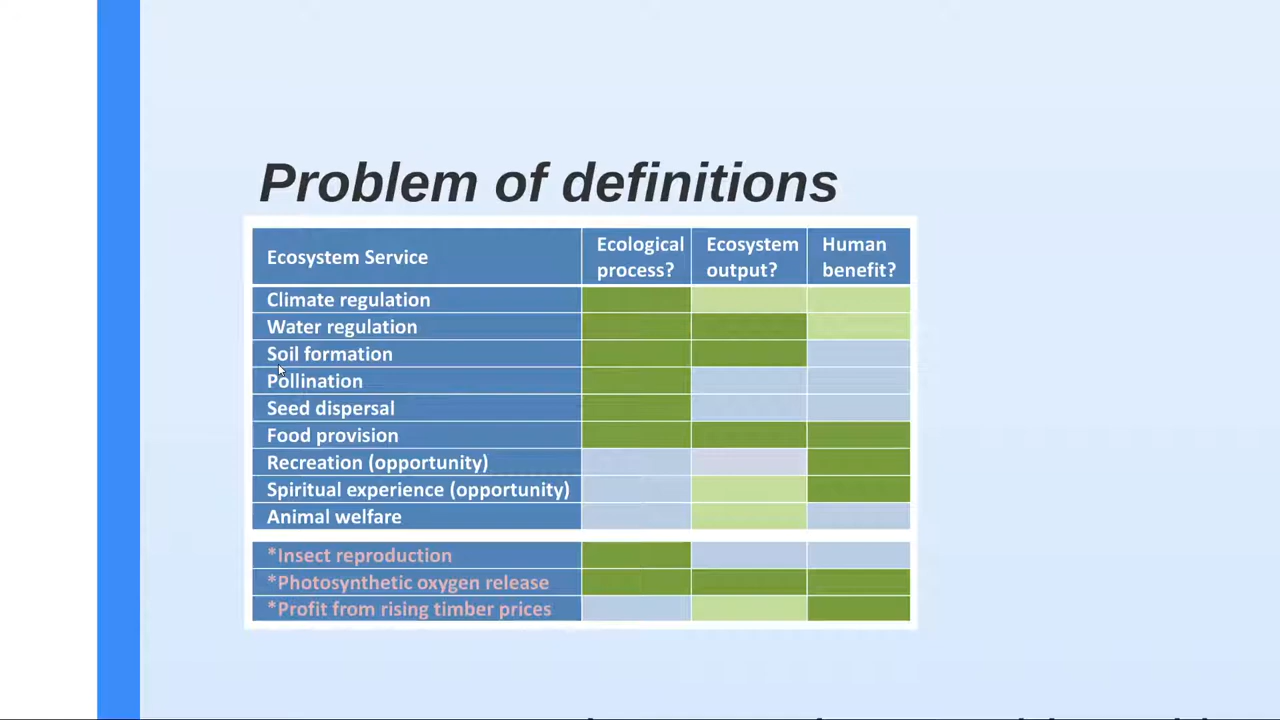 Problem of definitions
Ecosystem Service
Ecological process?
Ecosystem output?
Human benefit?
Climate regulation
Water regulation
Soil formation
Pollination
Seed dispersal
Food provision
Recreation (opportunity)
Spiritual experience (opportunity)
Animal welfare
*Insect reproduction
*Photosynthetic oxygen release
*Profit from rising timber prices